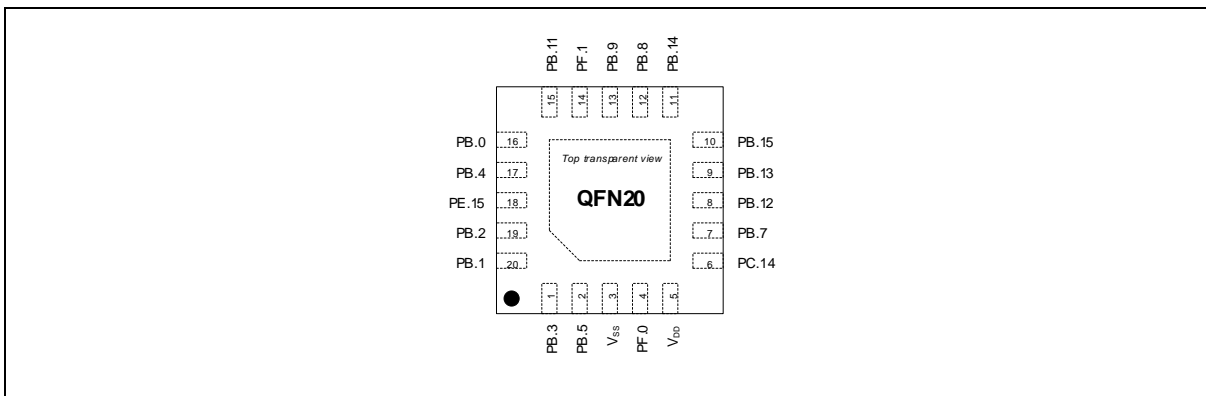 PB.11 PF.1 PB.9 PB.8 PB.14
15 14 13 12 11
PB.0 16 10 PB.15
Top transparent view
PB.4 17 9 PB.13
QFN20
PE.15 18 8 PB.12
PB.2 19 7 PB.7
PB.1 20 6 PC.14
1 2 3 4 5
PB.3 PB.5 VSS PF.0 VDD